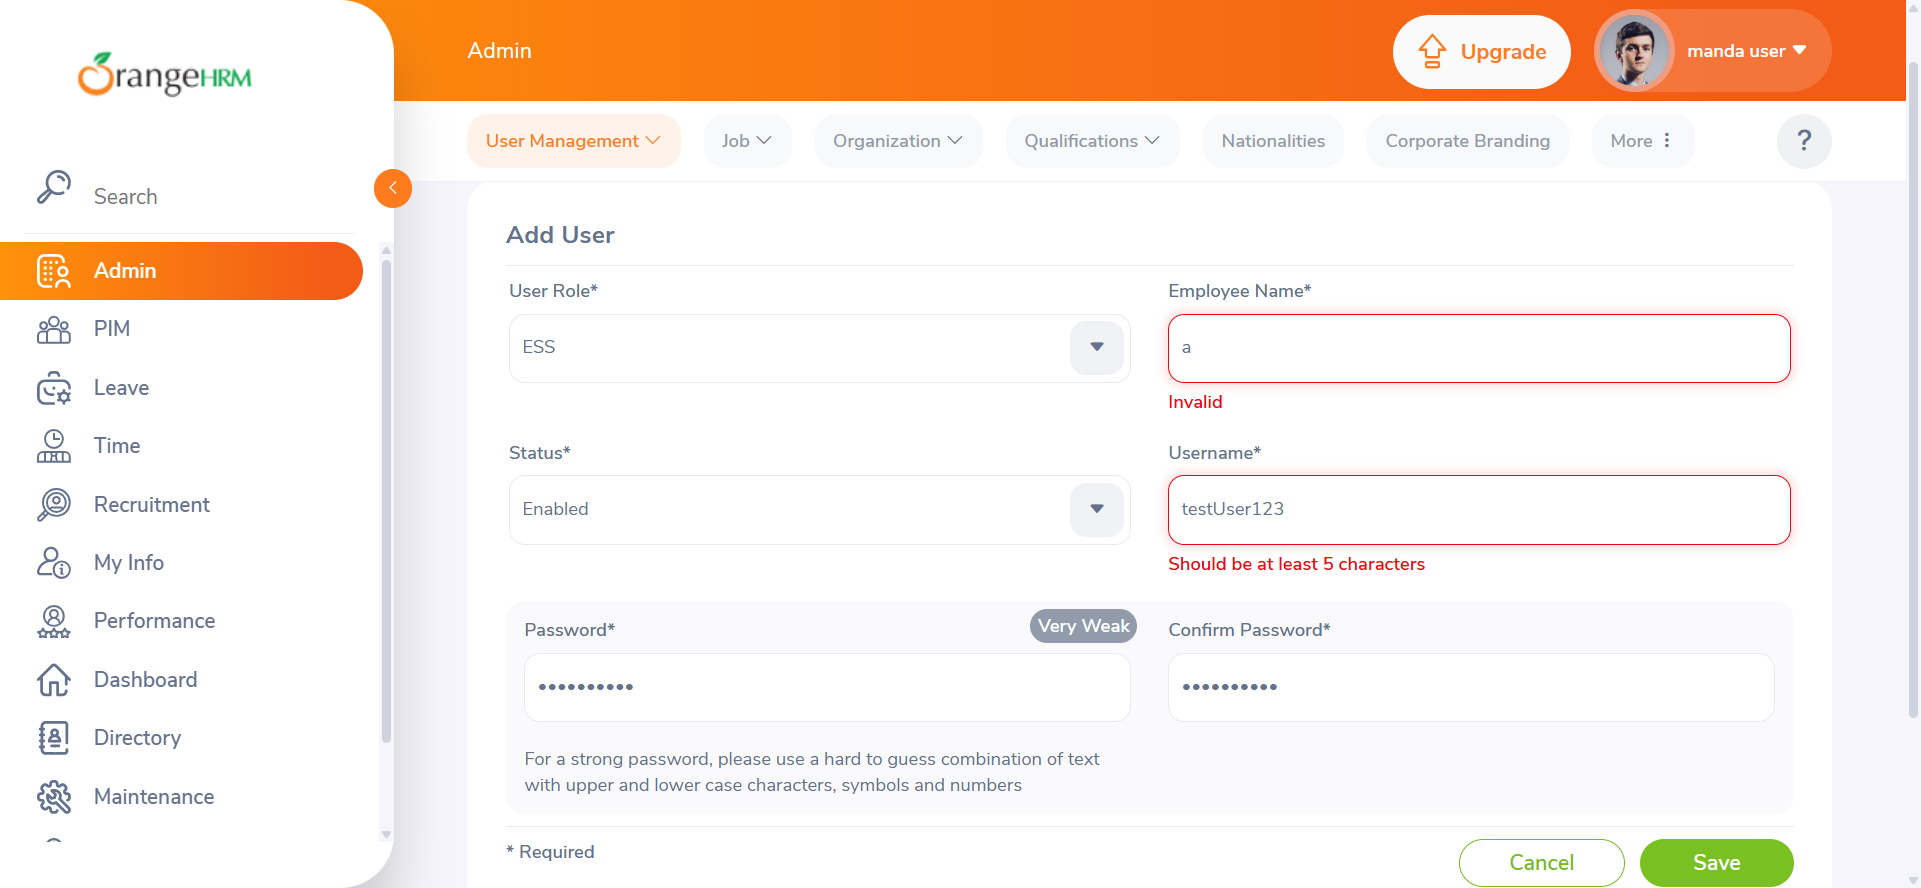 OrangeHRM
Search
Admin
PIM
Leave
Time
Recruitment
My Info
Performance
Dashboard
Directory
Maintenance
Admin
Upgrade
manda user
User Management
Job
Organization
Qualifications
Nationalities
Corporate Branding
More
?
Add User
User Role*
ESS
Employee Name*
a
Invalid
Status*
Enabled
Username*
testUser123
Should be at least 5 characters
Password*
Very Weak
••••••••••
Confirm Password*
••••••••••
For a strong password, please use a hard to guess combination of text
with upper and lower case characters, symbols and numbers
* Required
Cancel
Save